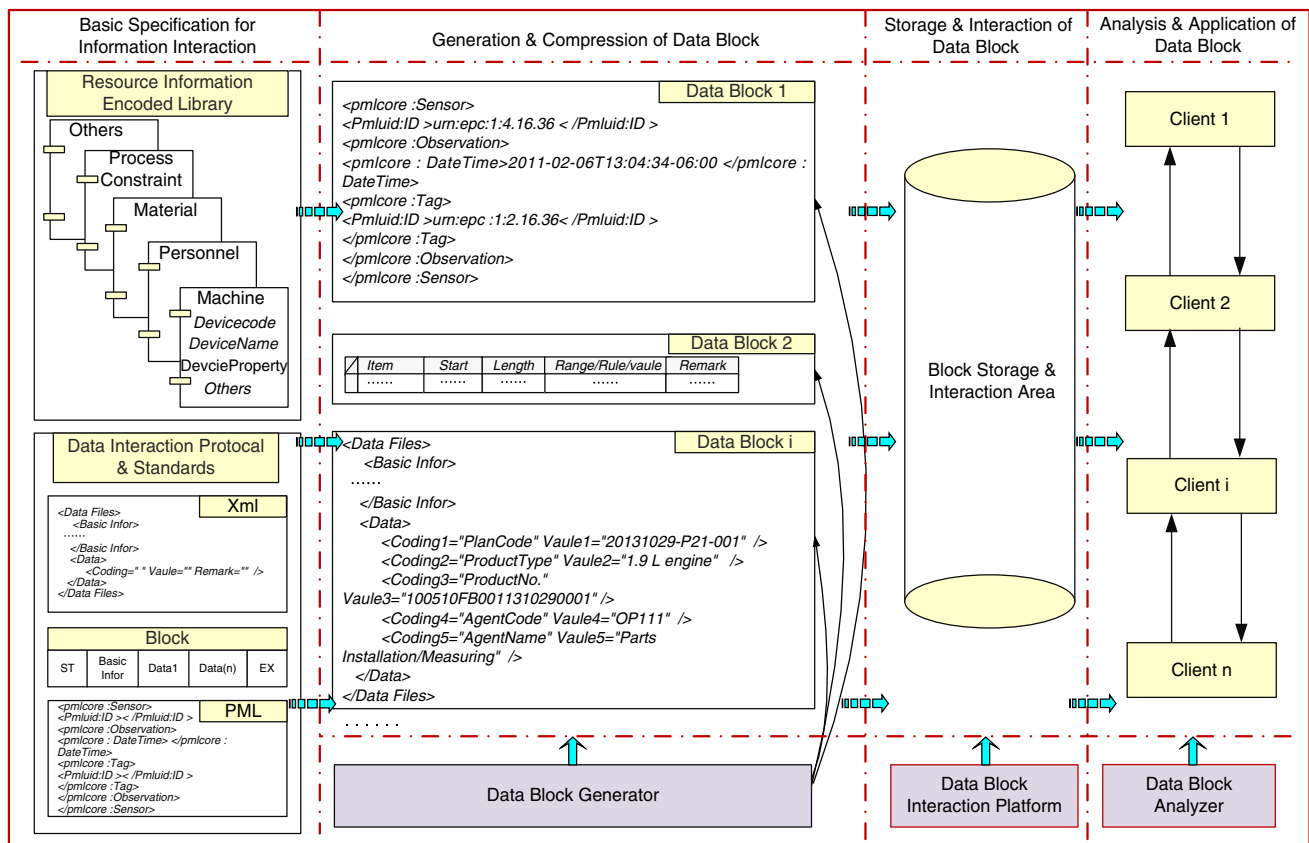 Basic Specification for
Information Interaction
Generation & Compression of Data Block
Storage & Interaction of
Data Block
Analysis & Application of
Data Block
Resource Information
Encoded Library
Others
Process
Constraint
Material
Personnel
Machine
Devicecode
DeviceName
DevcieProperty
Others
Data Interaction Protocal
& Standards
Xml
<Data Files>
<Basic Infor>
......
</Basic Infor>
<Data>
<Coding=" " Vaule="" Remark="" />
</Data>
</Data Files>
Block
ST
Basic
Infor
Data1
Data(n)
EX
PML
<pmlcore :Sensor>
<Pmluid:ID >< /Pmluid:ID >
<pmlcore :Observation>
<pmlcore : DateTime> </pmlcore :
DateTime>
<pmlcore :Tag>
<Pmluid:ID >< /Pmluid:ID >
</pmlcore :Tag>
</pmlcore :Observation>
</pmlcore :Sensor>
Data Block 1
<pmlcore :Sensor>
<Pmluid:ID >urn:epc:1:4.16.36 < /Pmluid:ID >
<pmlcore :Observation>
<pmlcore : DateTime>2011-02-06T13:04:34-06:00 </pmlcore :
DateTime>
<pmlcore :Tag>
<Pmluid:ID >urn:epc :1:2.16.36< /Pmluid:ID >
</pmlcore :Tag>
</pmlcore :Observation>
</pmlcore :Sensor>
Data Block 2
Item Start Length Range/Rule/vaule Remark
...... ...... ...... ...... ......
Data Block i
<Data Files>
<Basic Infor>
......
</Basic Infor>
<Data>
<Coding1="PlanCode" Vaule1="20131029-P21-001" />
<Coding2="ProductType" Vaule2="1.9 L engine" />
<Coding3="ProductNo."
Vaule3="100510FB0011310290001" />
<Coding4="AgentCode" Vaule4="OP111" />
<Coding5="AgentName" Vaule5="Parts
Installation/Measuring" />
</Data>
</Data Files>
......
Data Block Generator
Block Storage &
Interaction Area
Data Block
Interaction Platform
Client 1
Client 2
Client i
Client n
Data Block
Analyzer